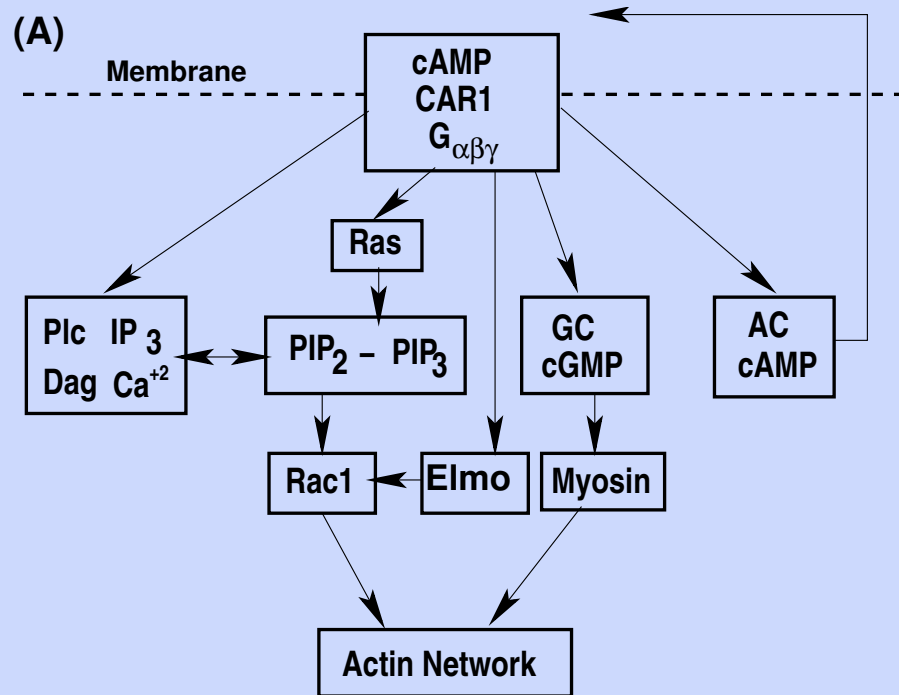 (A)
Membrane
cAMP
CAR1
Gαβγ
Ras
Plc IP3
Dag Ca+2
PIP2 – PIP3
GC
cGMP
AC
cAMP
Rac1
Elmo
Myosin
Actin Network